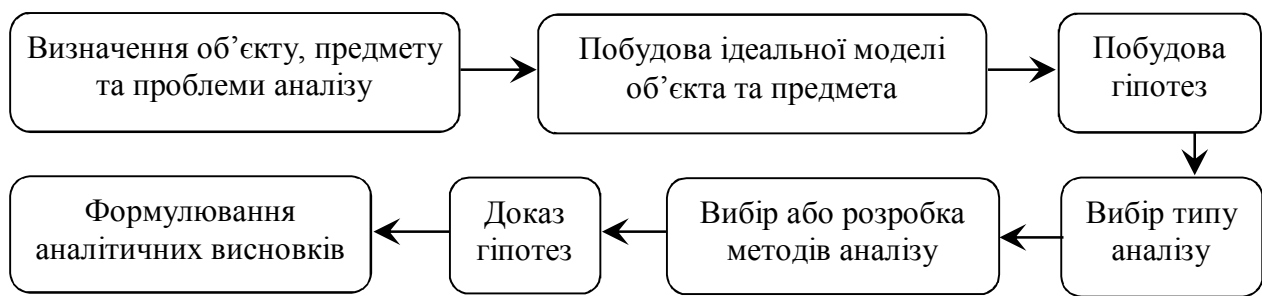 Визначення об’єкту, предмету
та проблеми аналізу
Побудова ідеальної моделі
об’єкта та предмета
Побудова
гіпотез
Вибір типу
аналізу
Вибір або розробка
методів аналізу
Доказ
гіпотез
Формулювання
аналітичних висновків